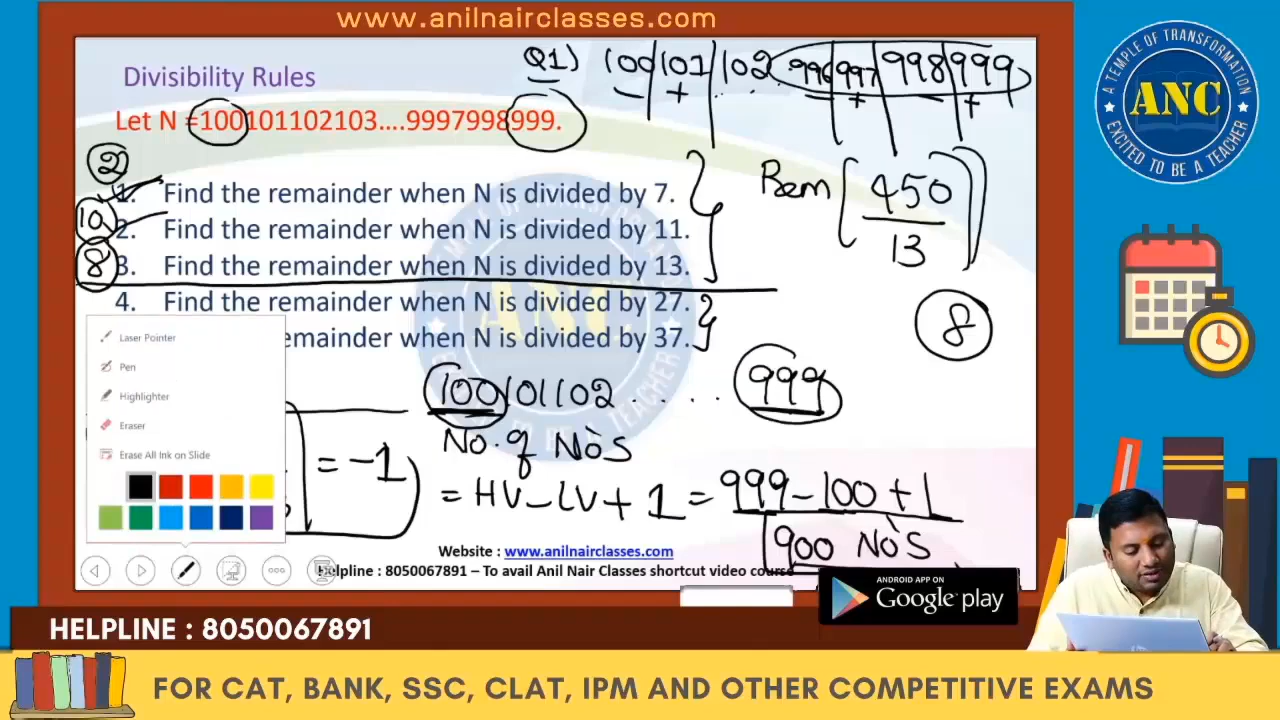 www.anilnairclasses.com
Divisibility Rules
Q1) 100 101 102 996 997 998 999
- + ..... - + - +
Let N =100101102103....9997998999.
2
1. Find the remainder when N is divided by 7.
10
2. Find the remainder when N is divided by 11.
8
3. Find the remainder when N is divided by 13.
4. Find the remainder when N is divided by 27.
emainder when N is divided by 37.
Rem [ 450 / 13 ]
8
Laser Pointer
Pen
Highlighter
Eraser
Erase All Ink on Slide
100101102 . . . . . 999
No. of No's
= -1
= HV - LV + 1 = 999 - 100 + 1
900 No's
Website : www.anilnairclasses.com
Helpline : 8050067891 – To avail Anil Nair Classes shortcut video course
ANDROID APP ON
Google play
A TEMPLE OF TRANSFORMATION
ANC
EXCITED TO BE A TEACHER
HELPLINE : 8050067891
FOR CAT, BANK, SSC, CLAT, IPM AND OTHER COMPETITIVE EXAMS